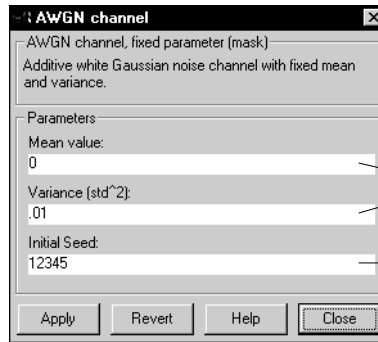 AWGN channel
AWGN channel, fixed parameter (mask)
Additive white Gaussian noise channel with fixed mean
and variance.
Parameters
Mean value:
0
Variance (std^2):
.01
Initial Seed:
12345
Apply Revert Help Close